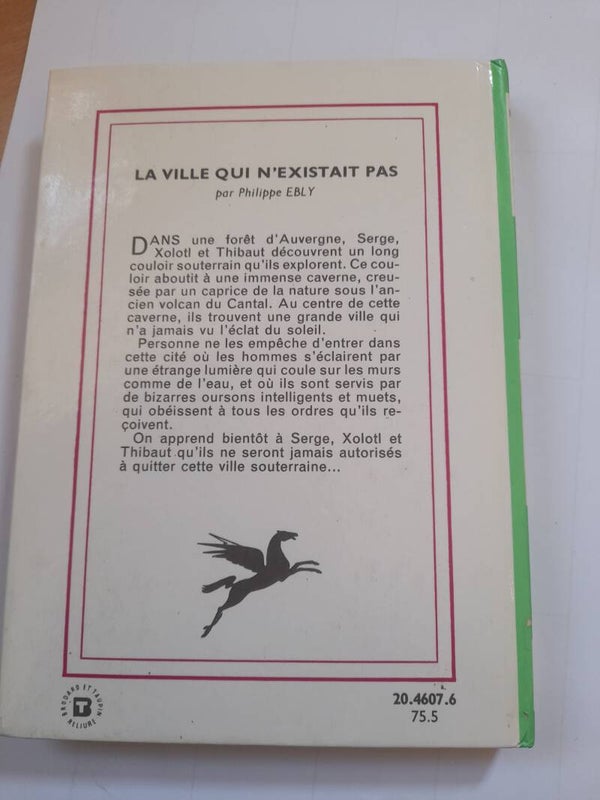 LA VILLE QUI N'EXISTAIT PAS
par Philippe EBLY
DANS une forêt d'Auvergne, Serge,
Xolotl et Thibaut découvrent un long
couloir souterrain qu'ils explorent. Ce cou-
loir aboutit à une immense caverne, creu-
sée par un caprice de la nature sous l'an-
cien volcan du Cantal. Au centre de cette
caverne, ils trouvent une grande ville qui
n'a jamais vu l'éclat du soleil.
Personne ne les empêche d'entrer dans
cette cité où les hommes s'éclairent par
une étrange lumière qui coule sur les murs
comme de l'eau, et où ils sont servis par
de bizarres oursons intelligents et muets,
qui obéissent à tous les ordres qu'ils re-
çoivent.
On apprend bientôt à Serge, Xolotl et
Thibaut qu'ils ne seront jamais autorisés
à quitter cette ville souterraine...
BRODARD ET TAUPIN
RELIURE
20.4607.6
75.5